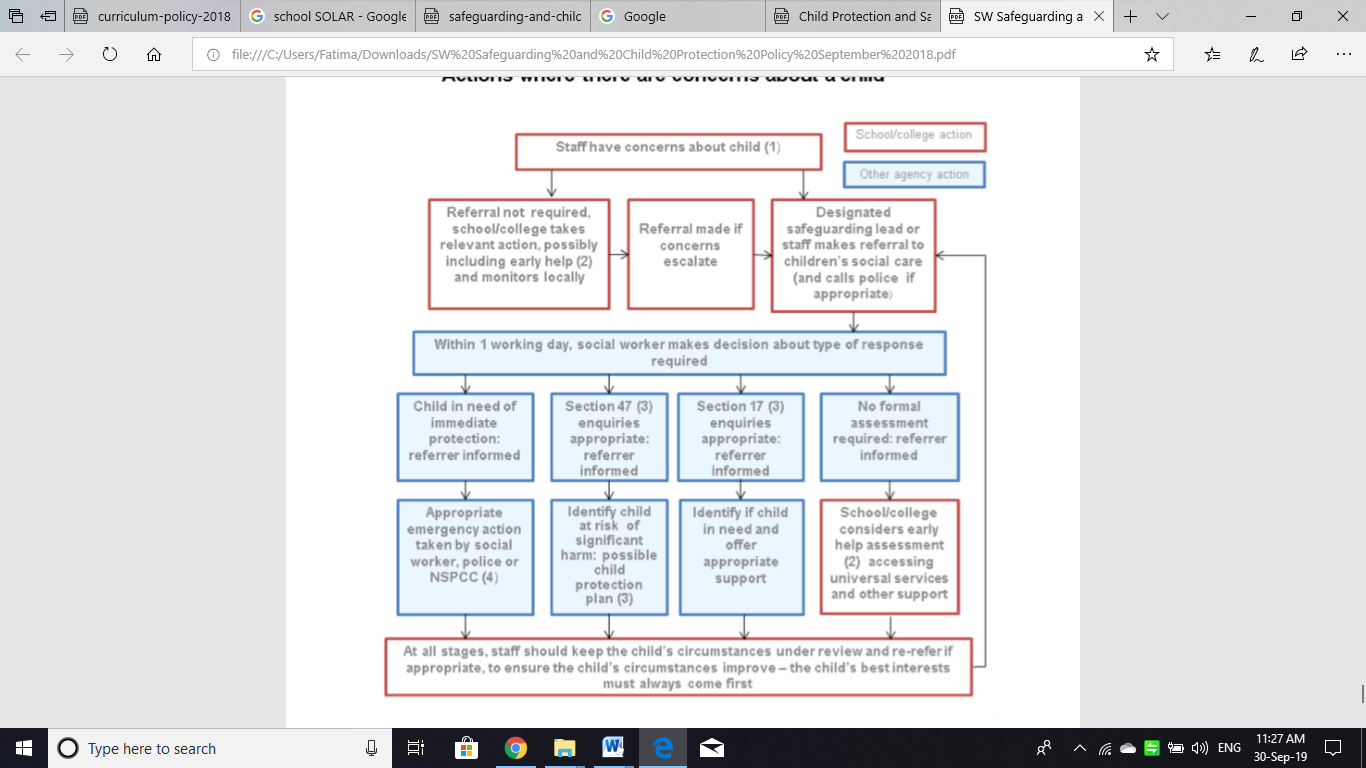 curriculum-policy-2018
school SOLAR - Google
safeguarding-and-chil
Google
Child Protection and Sa
SW Safeguarding a
file:///C:/Users/Fatima/Downloads/SW%20Safeguarding%20and%20Child%20Protection%20Policy%20September%202018.pdf
Actions where there are concerns about a child
School/college action
Other agency action
Staff have concerns about child (1)
Referral not required,
school/college takes
relevant action, possibly
including early help (2)
and monitors locally
Referral made if
concerns
escalate
Designated
safeguarding lead or
staff makes referral to
children's social care
(and calls police if
appropriate)
Within 1 working day, social worker makes decision about type of response
required
Child in need of
immediate
protection:
referrer informed
Section 47 (3)
enquiries
appropriate:
referrer
informed
Section 17 (3)
enquiries
appropriate:
referrer
informed
No formal
assessment
required: referrer
informed
Appropriate
emergency action
taken by social
worker, police or
NSPCC (4)
Identify child
at risk of
significant
harm: possible
child
protection
plan (3)
Identify if child
in need and
offer
appropriate
support
School/college
considers early
help assessment
(2) accessing
universal services
and other support
At all stages, staff should keep the child's circumstances under review and re-refer if
appropriate, to ensure the child's circumstances improve – the child's best interests
must always come first
Type here to search
ENG
11:27 AM
30-Sep-19